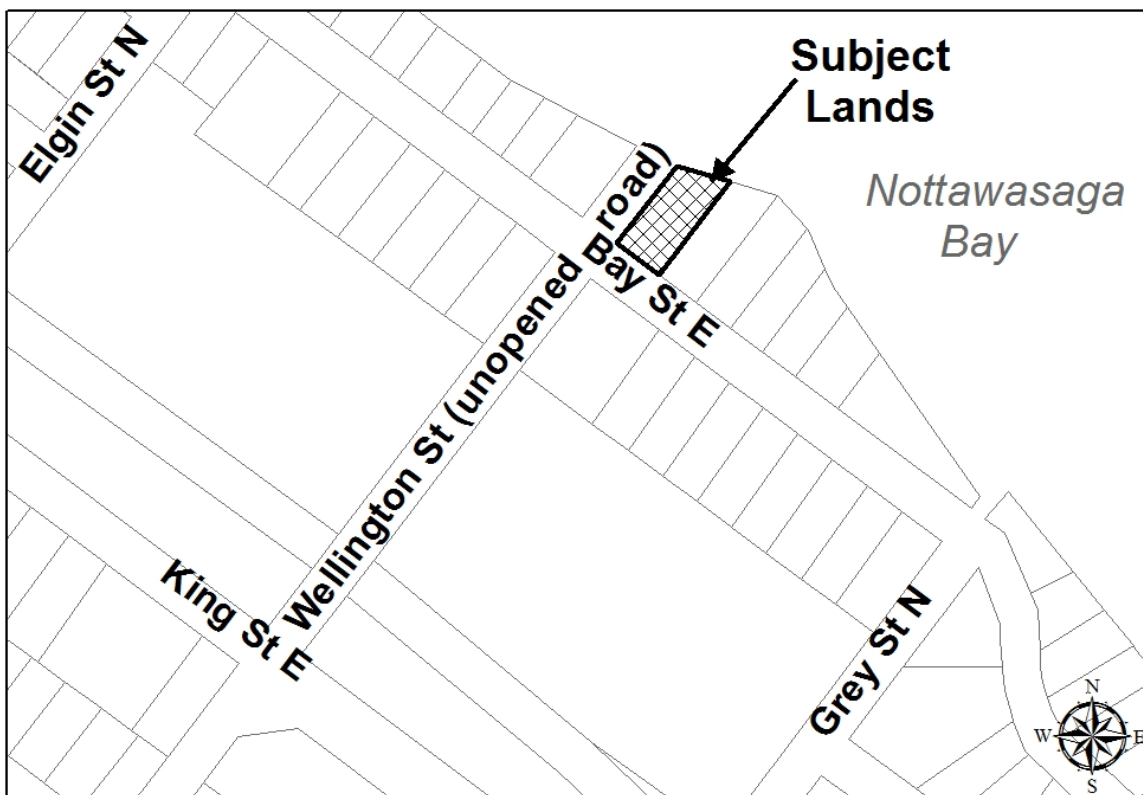 Subject
Lands
Elgin St N
Nottawasaga
Bay
Bay St E
Wellington St (unopened road)
King St E
Grey St N
N
W E
S